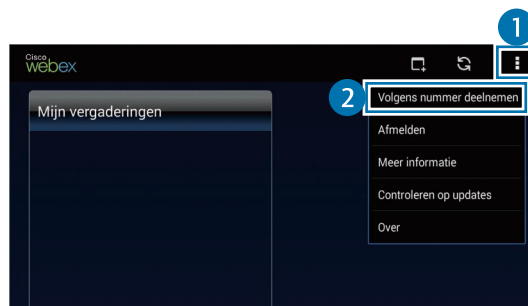 1
Cisco
webex
2
Volgens nummer deelnemen
Mijn vergaderingen
Afmelden
Meer informatie
Controleren op updates
Over